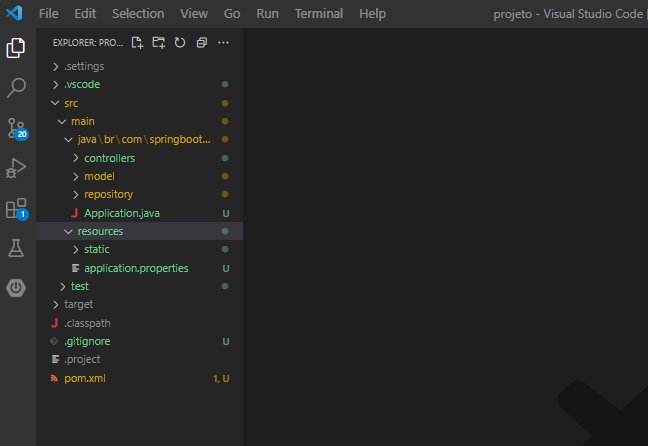 File Edit Selection View Go Run Terminal Help projeto - Visual Studio Code
EXPLORER: PRO...
.settings
.vscode
src
main
java\br\com\springboot...
controllers
model
repository
J Application.java U
resources
static
application.properties U
test
target
J .classpath
.gitignore U
.project
pom.xml 1, U
20
1